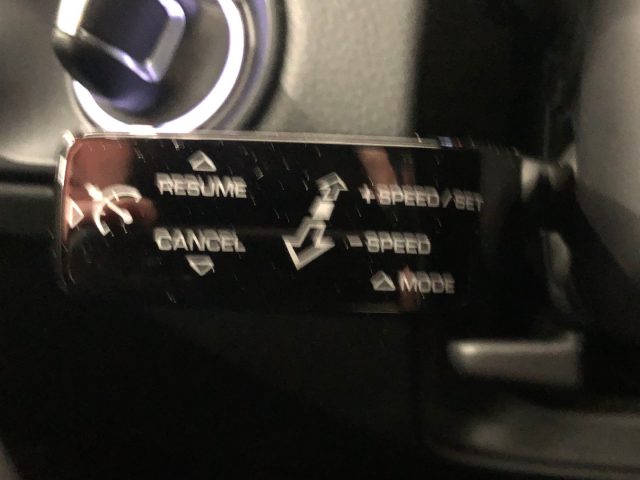 RESUME
+SPEED/SET
CANCEL
-SPEED
MODE